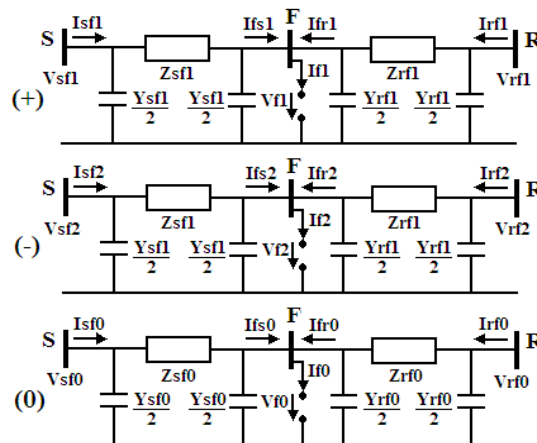 Isf1 Ifs1 F Ifr1 Irf1
S R
Vsf1 Zsf1 If1 Zrf1 Vrf1
(+) Ysf1/2 Ysf1/2 Vf1 Yrf1/2 Yrf1/2
Isf2 Ifs2 F Ifr2 Irf2
S R
Vsf2 Zsf1 If2 Zrf1 Vrf2
(-) Ysf1/2 Ysf1/2 Vf2 Yrf1/2 Yrf1/2
Isf0 Ifs0 F Ifr0 Irf0
S R
Vsf0 Zsf0 If0 Zrf0 Vrf0
(0) Ysf0/2 Ysf0/2 Vf0 Yrf0/2 Yrf0/2